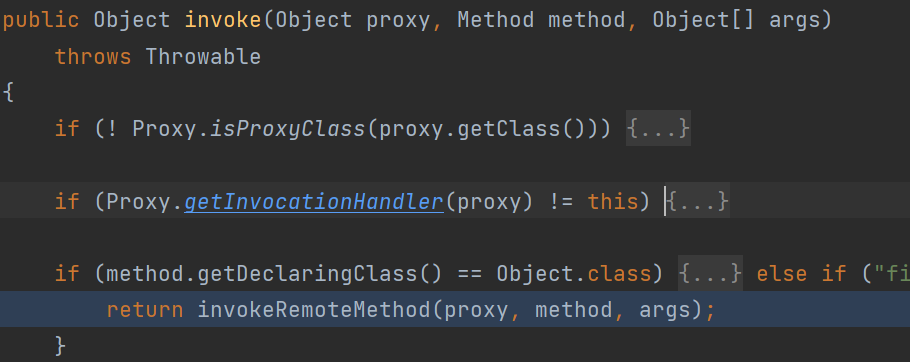 public Object invoke(Object proxy, Method method, Object[] args)
throws Throwable
{
if (! Proxy.isProxyClass(proxy.getClass())) {...}
if (Proxy.getInvocationHandler(proxy) != this) {...}
if (method.getDeclaringClass() == Object.class) {...} else if ("fi
return invokeRemoteMethod(proxy, method, args);
}